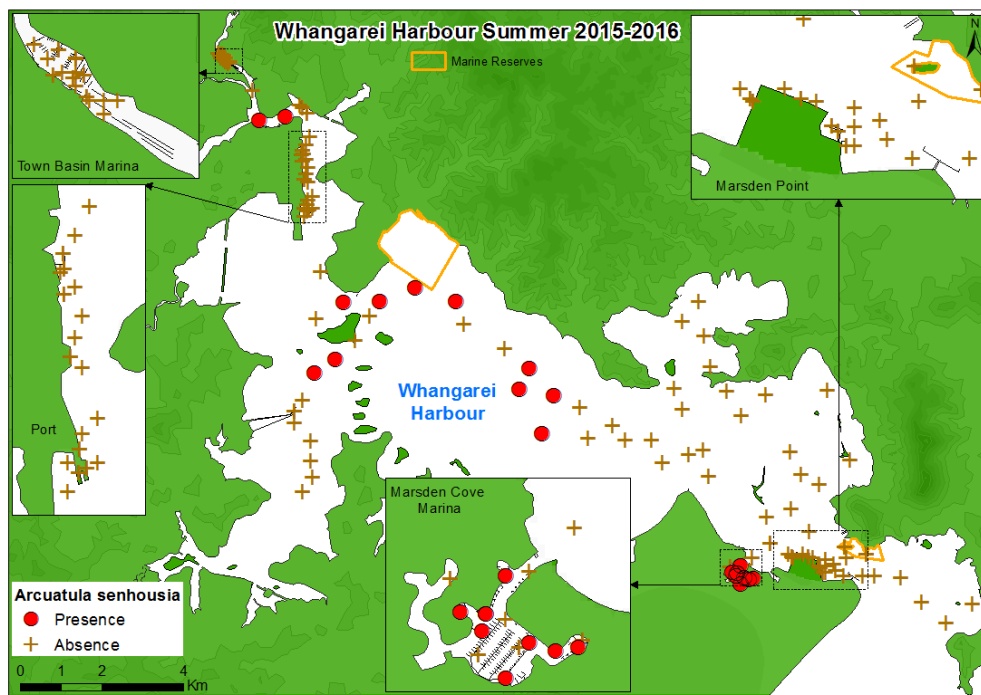 Whangarei Harbour Summer 2015-2016
Marine Reserves
N
Town Basin Marina
Marsden Point
Port
Whangarei
Harbour
Marsden Cove
Marina
Arcuatula senhousia
Presence
Absence
0 1 2 4
Km